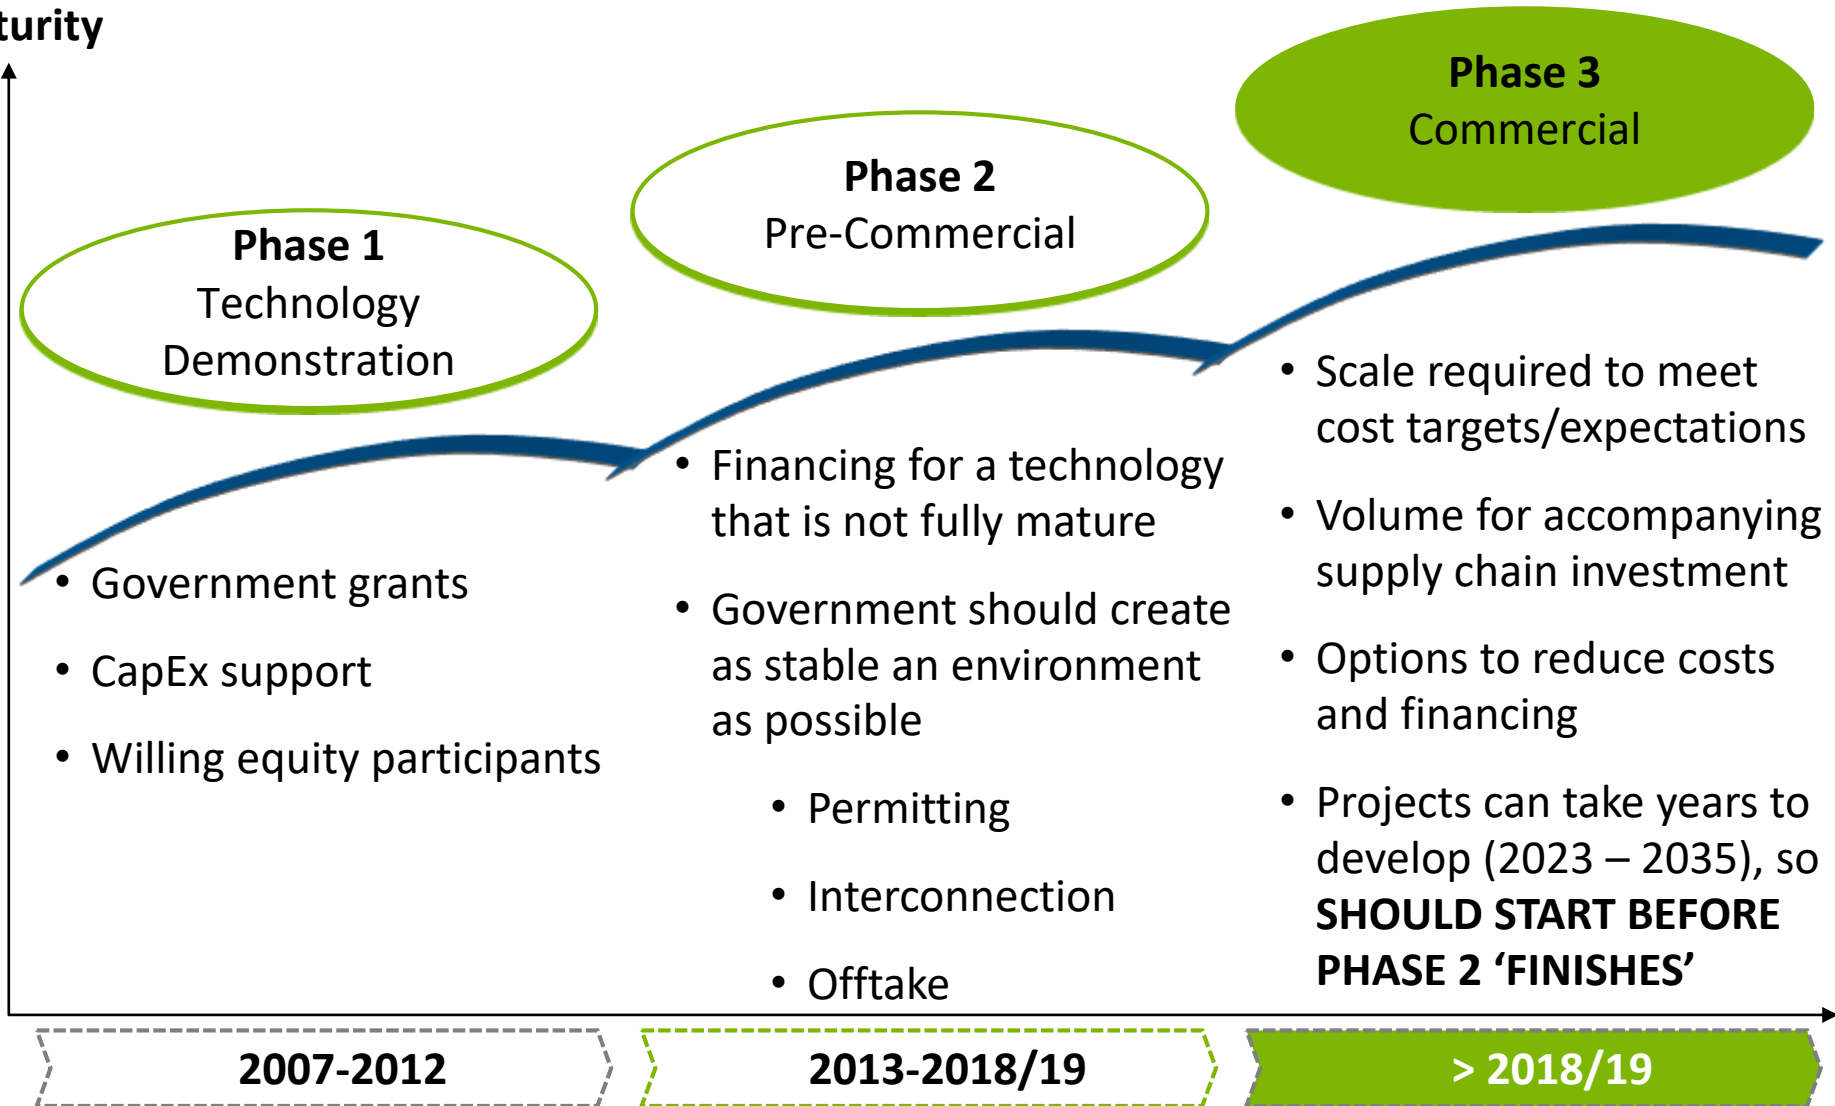 turity
Phase 1
Technology
Demonstration
• Government grants
• CapEx support
• Willing equity participants
2007-2012
Phase 2
Pre-Commercial
• Financing for a technology
that is not fully mature
• Government should create
as stable an environment
as possible
• Permitting
• Interconnection
• Offtake
2013-2018/19
Phase 3
Commercial
• Scale required to meet
cost targets/expectations
• Volume for accompanying
supply chain investment
• Options to reduce costs
and financing
• Projects can take years to
develop (2023 – 2035), so
SHOULD START BEFORE
PHASE 2 ‘FINISHES’
> 2018/19